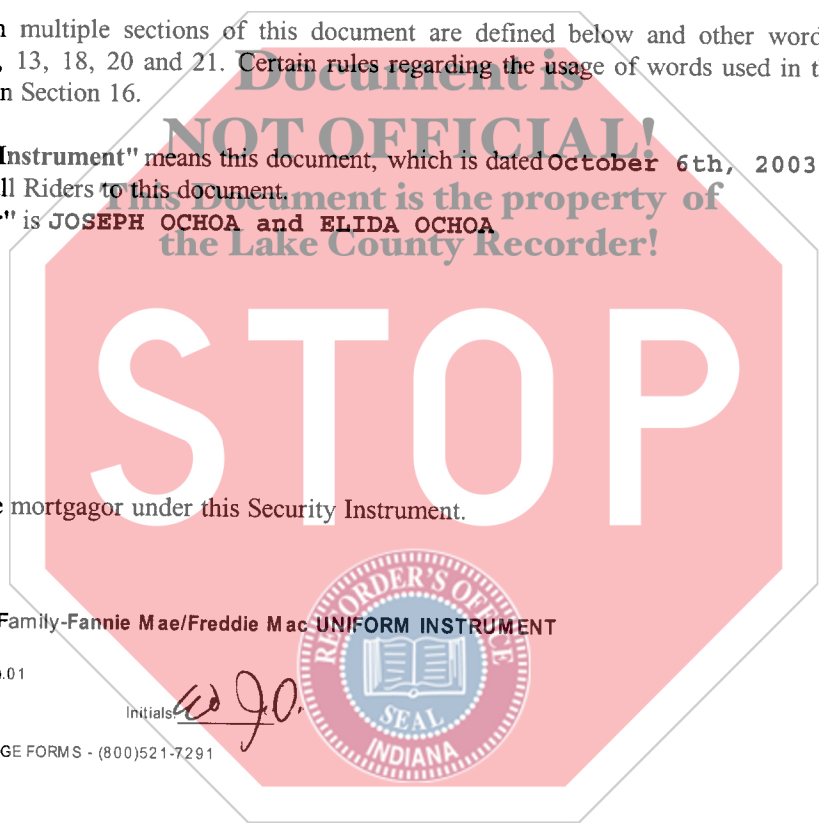 n multiple sections of this document are defined below and other word
, 13, 18, 20 and 21. Certain rules regarding the usage of words used in t
n Section 16.
Document is
NOT OFFICIAL!
This Document is the property of
the Lake County Recorder!
Instrument" means this document, which is dated October 6th, 2003
ll Riders to this document.
" is JOSEPH OCHOA and ELIDA OCHOA
STOP
e mortgagor under this Security Instrument.
Family-Fannie Mae/Freddie Mac UNIFORM INSTRUMENT
.01
Initials:
GE FORMS - (800)521-7291
RECORDER'S OFFICE
SEAL
INDIANA